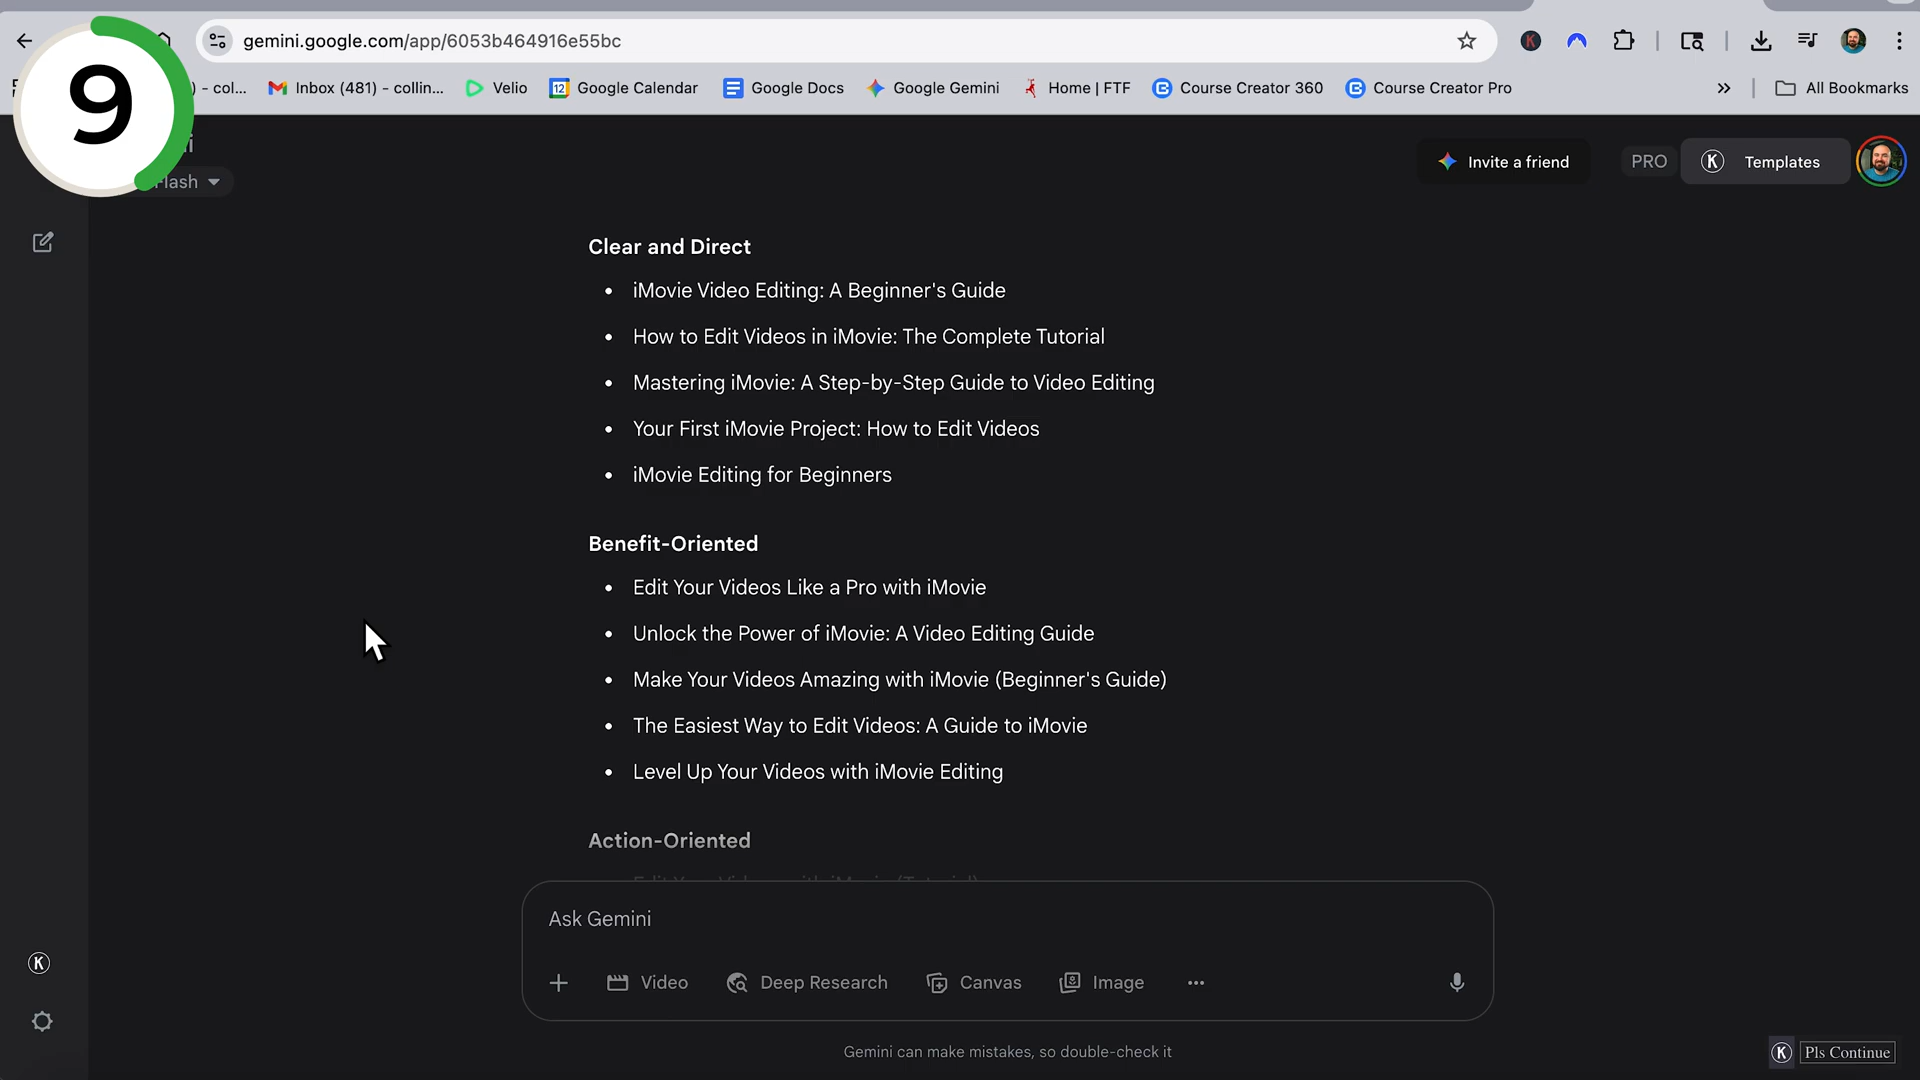 9
gemini.google.com/app/6053b464916e55bc
) - col...
Inbox (481) - collin...
Velio
12
Google Calendar
Google Docs
Google Gemini
Home | FTF
Course Creator 360
Course Creator Pro
»
All Bookmarks
Flash
Invite a friend
PRO
K
Templates
Clear and Direct
• iMovie Video Editing: A Beginner's Guide
• How to Edit Videos in iMovie: The Complete Tutorial
• Mastering iMovie: A Step-by-Step Guide to Video Editing
• Your First iMovie Project: How to Edit Videos
• iMovie Editing for Beginners
Benefit-Oriented
• Edit Your Videos Like a Pro with iMovie
• Unlock the Power of iMovie: A Video Editing Guide
• Make Your Videos Amazing with iMovie (Beginner's Guide)
• The Easiest Way to Edit Videos: A Guide to iMovie
• Level Up Your Videos with iMovie Editing
Action-Oriented
Ask Gemini
Video
Deep Research
Canvas
Image
K
Gemini can make mistakes, so double-check it
K
Pls Continue